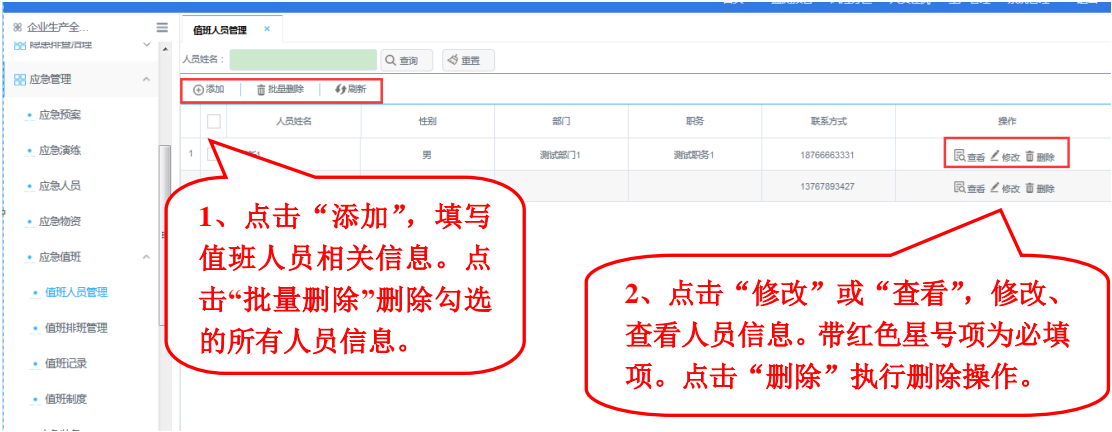 企业生产全...
值班人员管理 ×
隐患排查治理
人员姓名：
查询
重置
应急管理
添加
批量删除
刷新
人员姓名 性别 部门 职务 联系方式 操作
应急预案
应急演练
1 男 测试部门1 测试职务1 18766663331 查看 修改 删除
应急人员
13767893427 查看 修改 删除
应急物资
应急值班
值班人员管理
值班排班管理
值班记录
值班制度
1、点击“添加”，填写
值班人员相关信息。点
击“批量删除”删除勾选
的所有人员信息。
2、点击“修改”或“查看”，修改、
查看人员信息。带红色星号项为必填
项。点击“删除”执行删除操作。